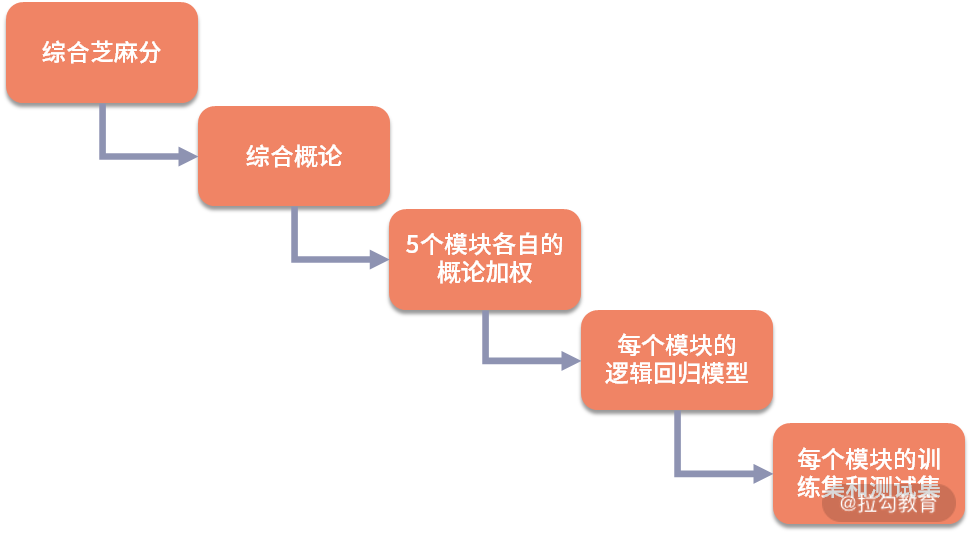 综合芝麻分
综合概论
5个模块各自的
概论加权
每个模块的
逻辑回归模型
每个模块的训
练集和测试集
@拉勾教育